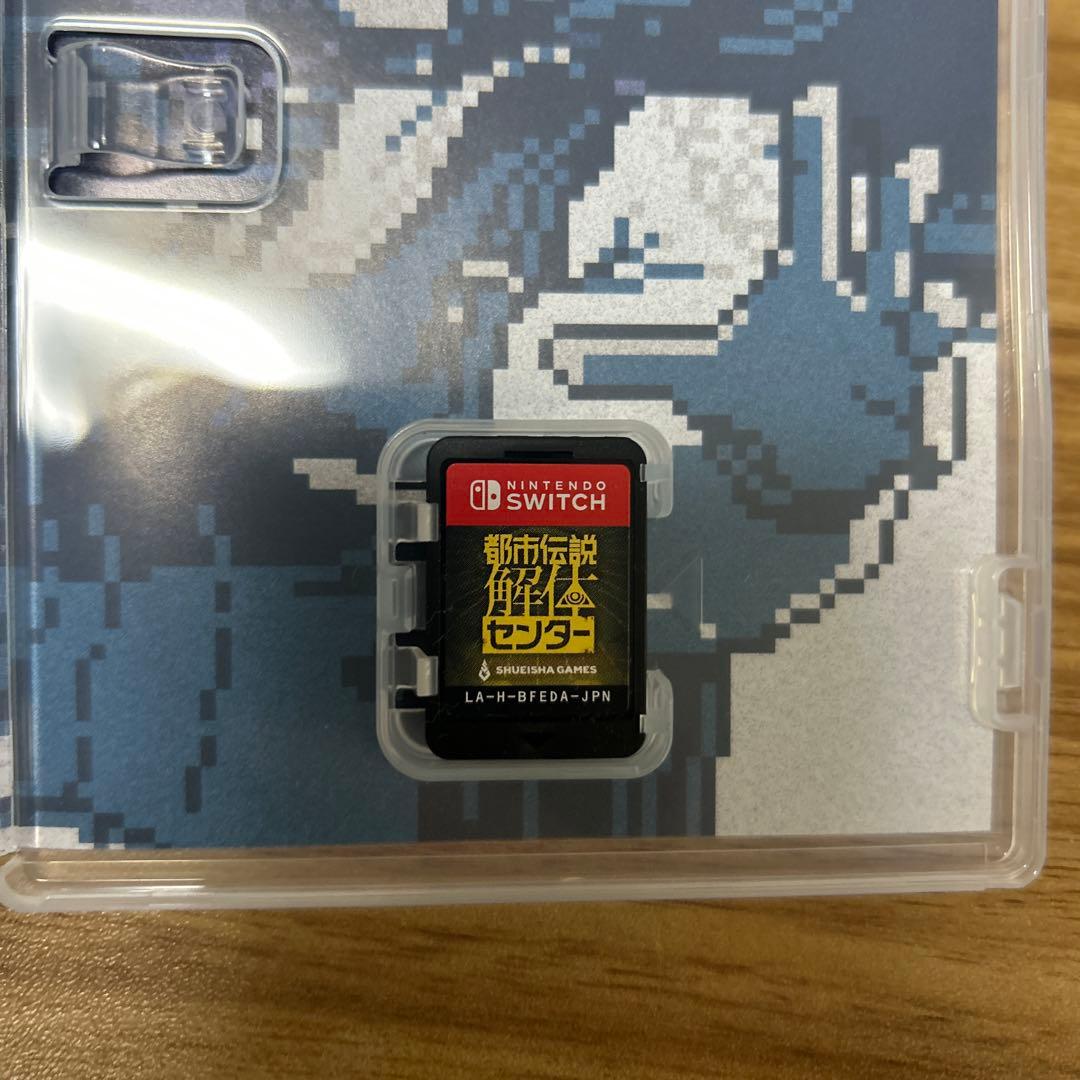 NINTENDO
SWITCH
都市伝説
解体
センター
SHUEISHA GAMES
LA-H-BFEDA-JPN